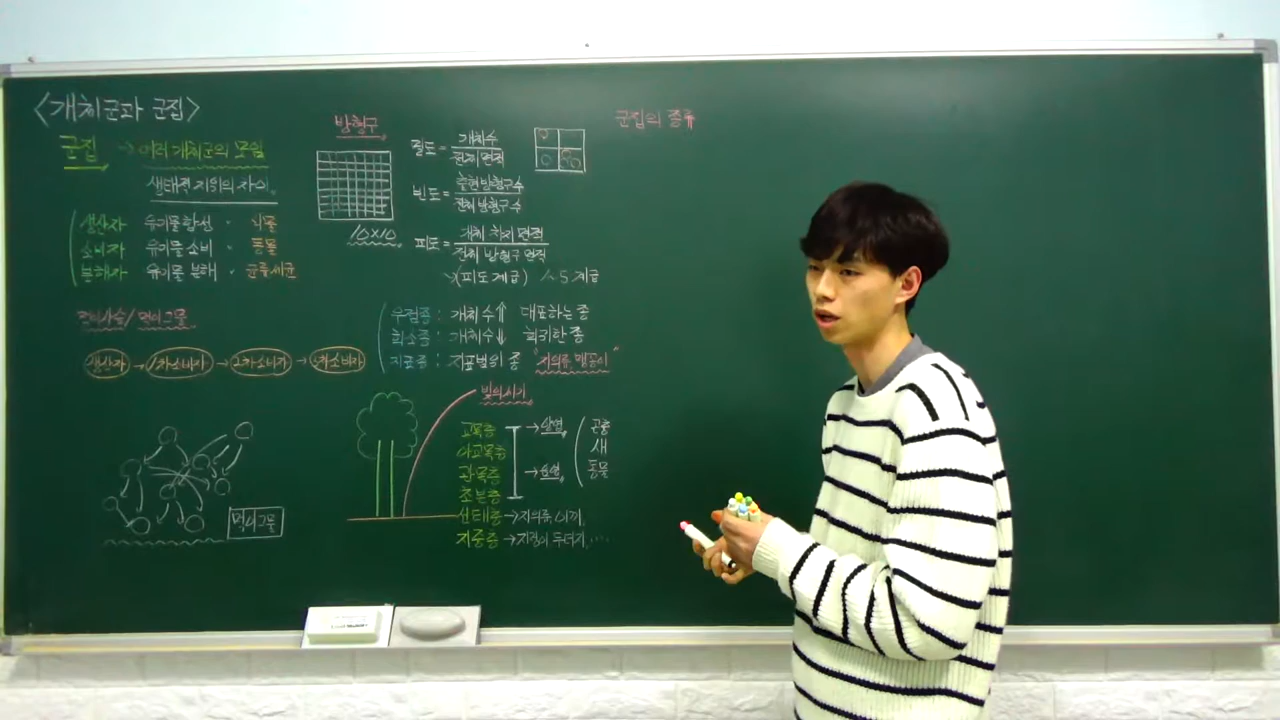 <개체군과 군집>
군집 → 여러 개체군의 모임
생태적 지위의 차이
생산자 유기물 합성 · 식물
소비자 유기물 소비 · 동물
분해자 유기물 분해 · 균류 세균
먹이사슬/먹이그물
생산자 → 1차소비자 → 2차소비자 → 3차소비자
먹이그물
방형구
10×10
밀도 = 개체수 / 전체 면적
빈도 = 출현 방형구 수 / 전체 방형구 수
피도 = 개체 차지 면적 / 전체 방형구 면적
(피도 계급) 1~5 계급
우점종 : 개체수↑ 대표하는 종
희소종 : 개체수↓ 희귀한 종
지표종 : 지표범위 종 "지의류, 맹꽁이"
빛의세기
교목층
아교목층
관목층
초본층
선태층 → 지의류, 이끼,
지중층 → 지렁이 두더지, ····
곤충
새
동물
군집의 종류